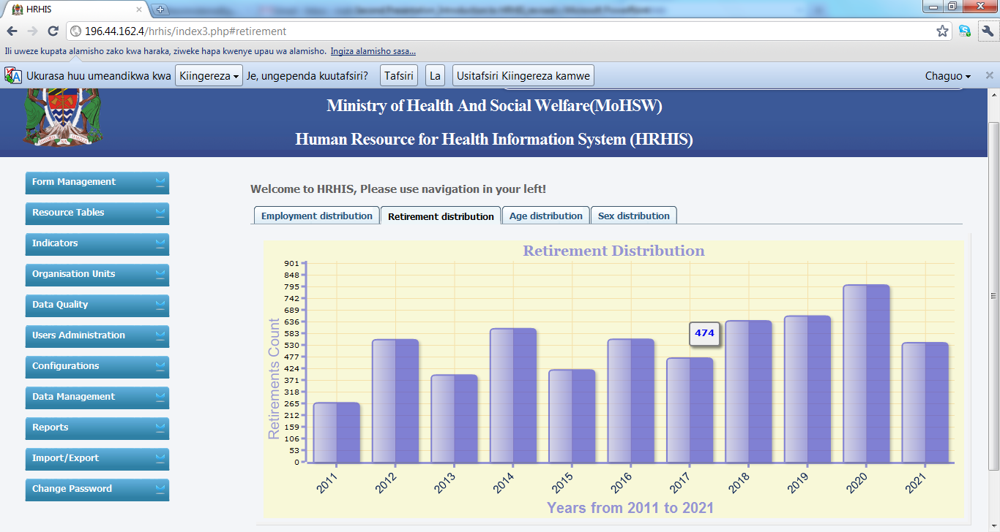 HRHIS
196.44.162.4/hrhis/index3.php#retirement
Ili uweze kupata alamisho zako kwa haraka, ziweke hapa kwenye upau wa alamisho. Ingiza alamisho sasa...
Ukurasa huu umeandikwa kwa Kiingereza Je, ungependa kuutafsiri? Tafsiri La Usitafsiri Kiingereza kamwe Chaguo
Ministry of Health And Social Welfare(MoHSW)
Human Resource for Health Information System (HRHIS)
Form Management
Resource Tables
Indicators
Organisation Units
Data Quality
Users Administration
Configurations
Data Management
Reports
Import/Export
Change Password
Welcome to HRHIS, Please use navigation in your left!
Employment distribution Retirement distribution Age distribution Sex distribution
Retirement Distribution
Retirements Count
901
848
795
742
689
636
583
530
477
424
371
318
265
212
159
106
53
0
474
2011 2012 2013 2014 2015 2016 2017 2018 2019 2020 2021
Years from 2011 to 2021